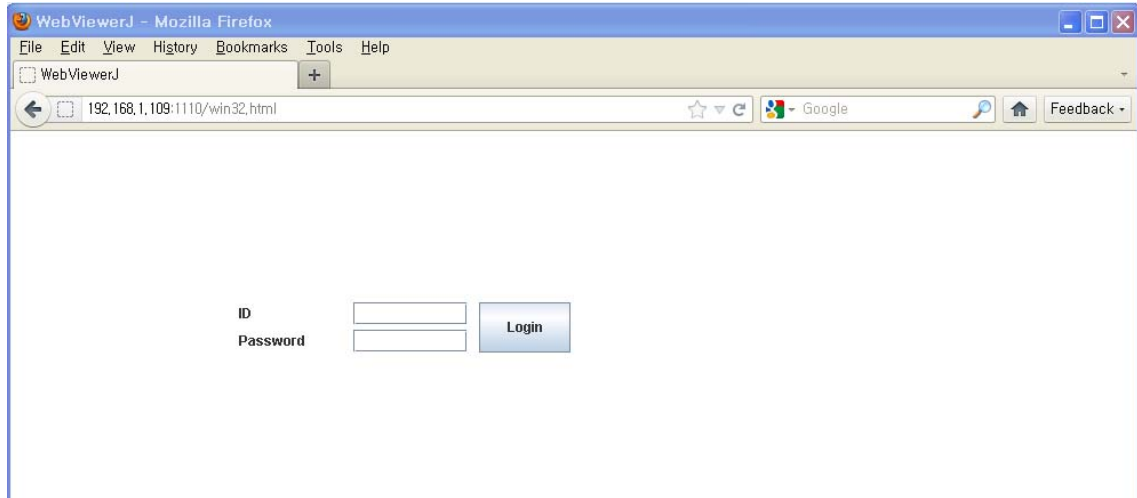 WebViewerJ - Mozilla Firefox
File Edit View History Bookmarks Tools Help
WebViewerJ +
192,168,1,109:1110/win32,html Google Feedback
ID
Password
Login